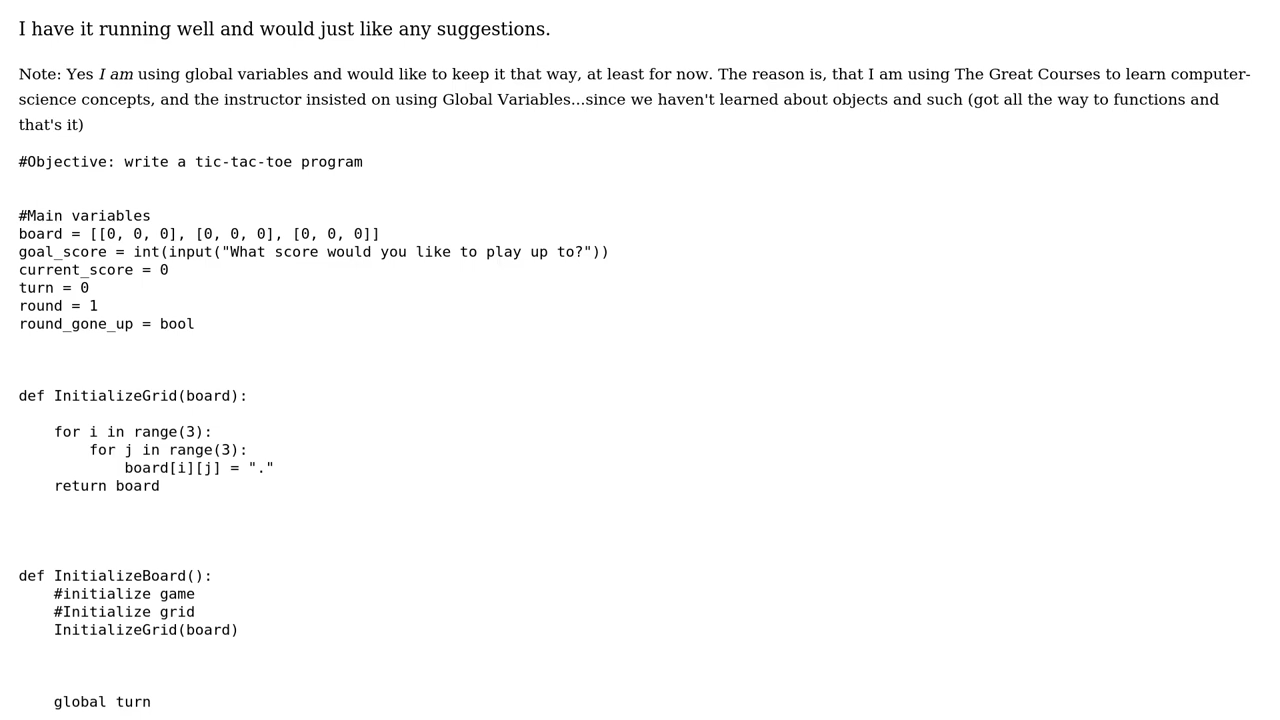 I have it running well and would just like any suggestions.
Note: Yes I am using global variables and would like to keep it that way, at least for now. The reason is, that I am using The Great Courses to learn computer-
science concepts, and the instructor insisted on using Global Variables...since we haven't learned about objects and such (got all the way to functions and
that's it)
#Objective: write a tic-tac-toe program
#Main variables
board = [[0, 0, 0], [0, 0, 0], [0, 0, 0]]
goal_score = int(input("What score would you like to play up to?"))
current_score = 0
turn = 0
round = 1
round_gone_up = bool
def InitializeGrid(board):
    for i in range(3):
        for j in range(3):
            board[i][j] = "."
    return board
def InitializeBoard():
    #initialize game
    #Initialize grid
    InitializeGrid(board)
    global turn